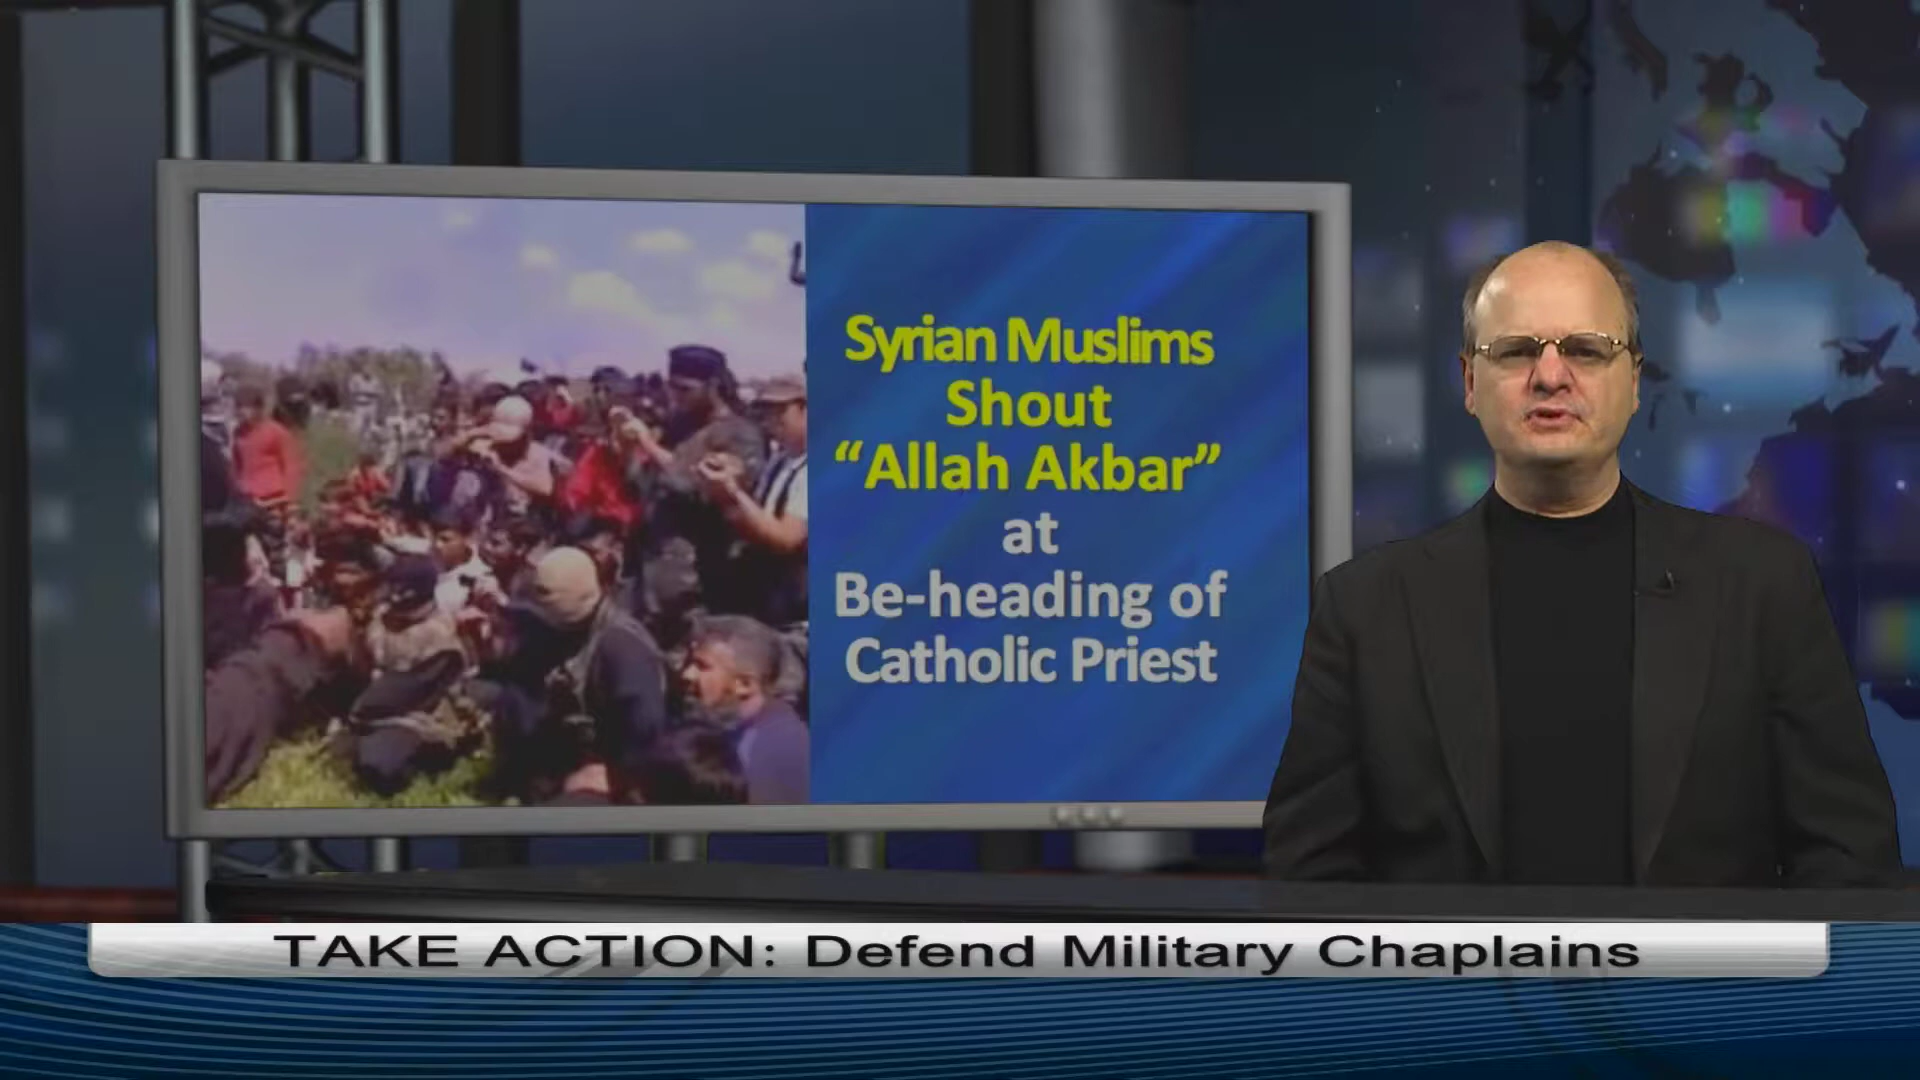 Syrian Muslims
Shout
“Allah Akbar”
at
Be-heading of
Catholic Priest
TAKE ACTION: Defend Military Chaplains